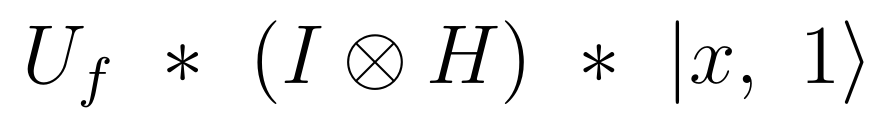 U_f * (I ⊗ H) * |x, 1⟩